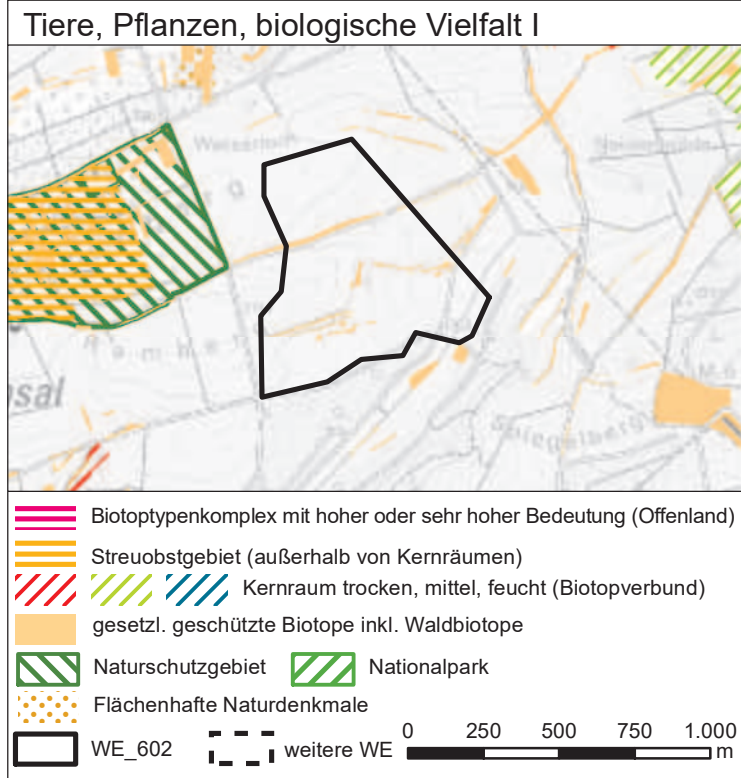 Tiere, Pflanzen, biologische Vielfalt I
Spiegelberg
Biotoptypenkomplex mit hoher oder sehr hoher Bedeutung (Offenland)
Streuobstgebiet (außerhalb von Kernräumen)
Kernraum trocken, mittel, feucht (Biotopverbund)
gesetzl. geschützte Biotope inkl. Waldbiotope
Naturschutzgebiet Nationalpark
Flächenhafte Naturdenkmale
WE_602 weitere WE
0 250 500 750 1.000
m